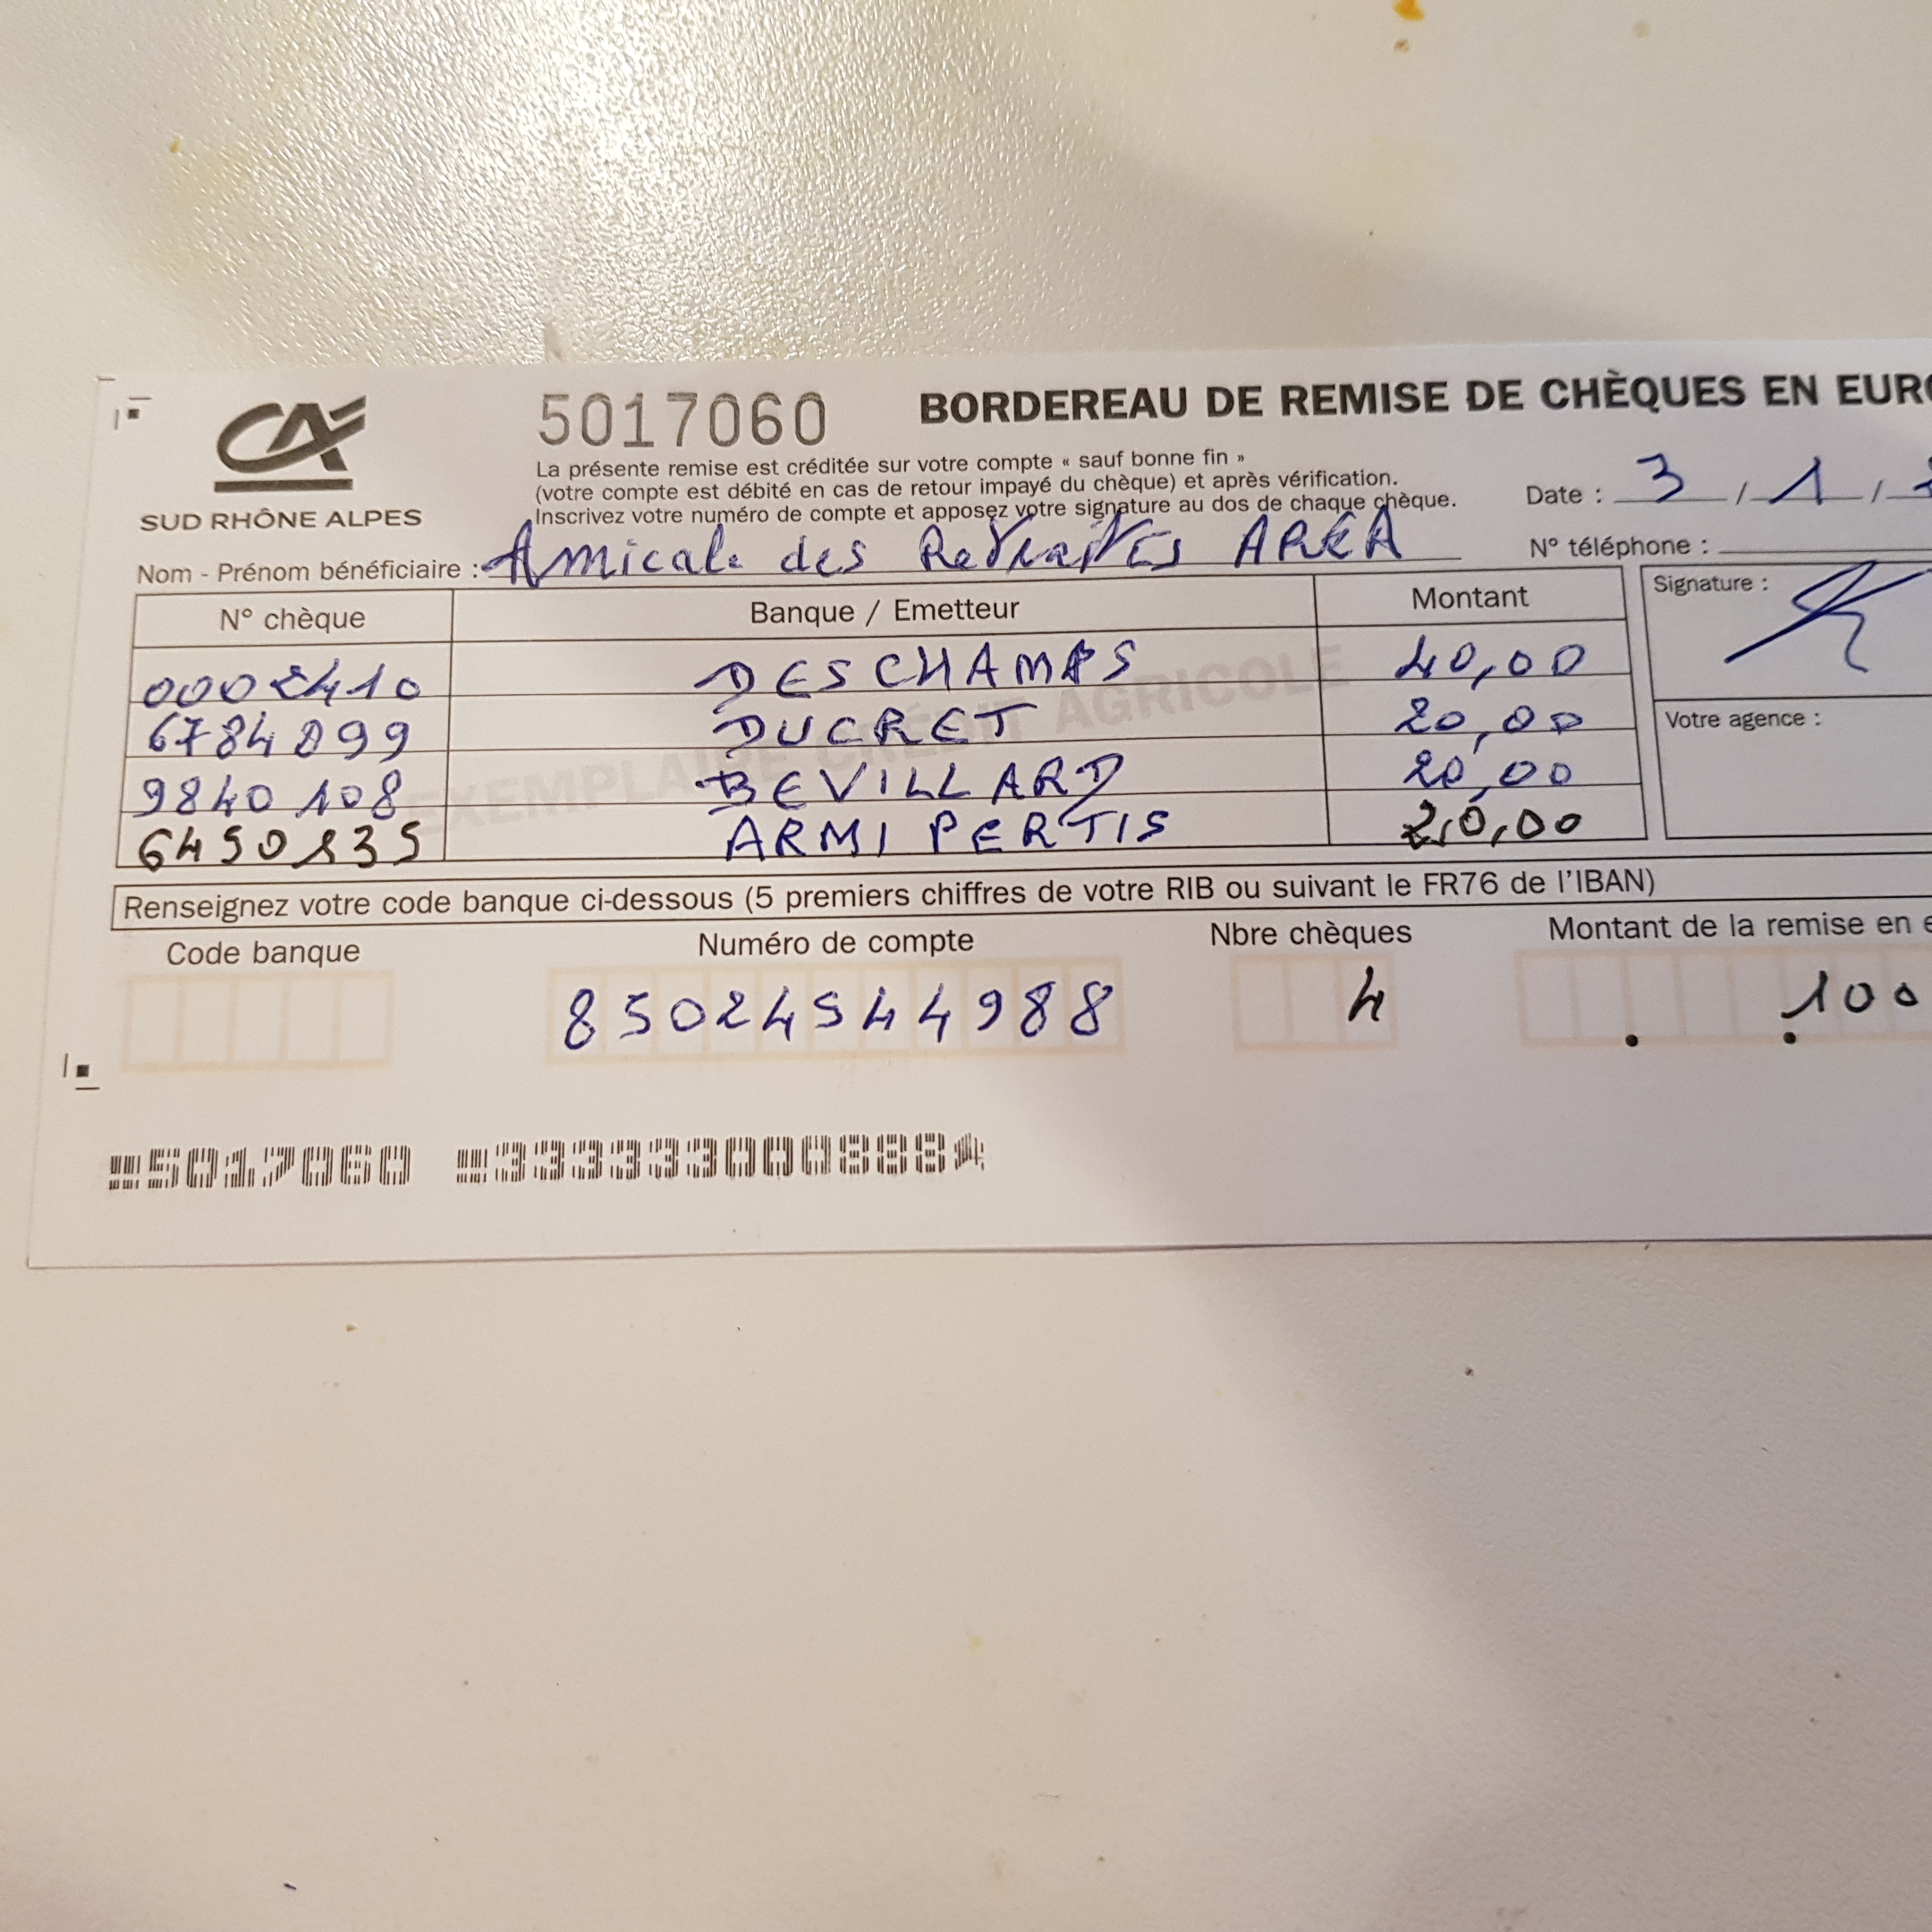 5017060 BORDEREAU DE REMISE DE CHÈQUES EN EURO
CA
SUD RHÔNE ALPES
La présente remise est créditée sur votre compte « sauf bonne fin »
(votre compte est débité en cas de retour impayé du chèque) et après vérification.
Inscrivez votre numéro de compte et apposez votre signature au dos de chaque chèque.
Date : 3 / 1 /
Nom - Prénom bénéficiaire : Amicale des Retraités AREA
N° téléphone :
N° chèque Banque / Emetteur Montant
Signature :
0002410 DESCHAMPS 40,00
6784099 DUCRET 20,00
Votre agence :
9840108 BEVILLARD 20,00
6450135 ARMI PERTIS 20,00
EXEMPLAIRE CRÉDIT AGRICOLE
Renseignez votre code banque ci-dessous (5 premiers chiffres de votre RIB ou suivant le FR76 de l'IBAN)
Code banque Numéro de compte Nbre chèques Montant de la remise en e
85024544988 4 100
5017060 333333000888